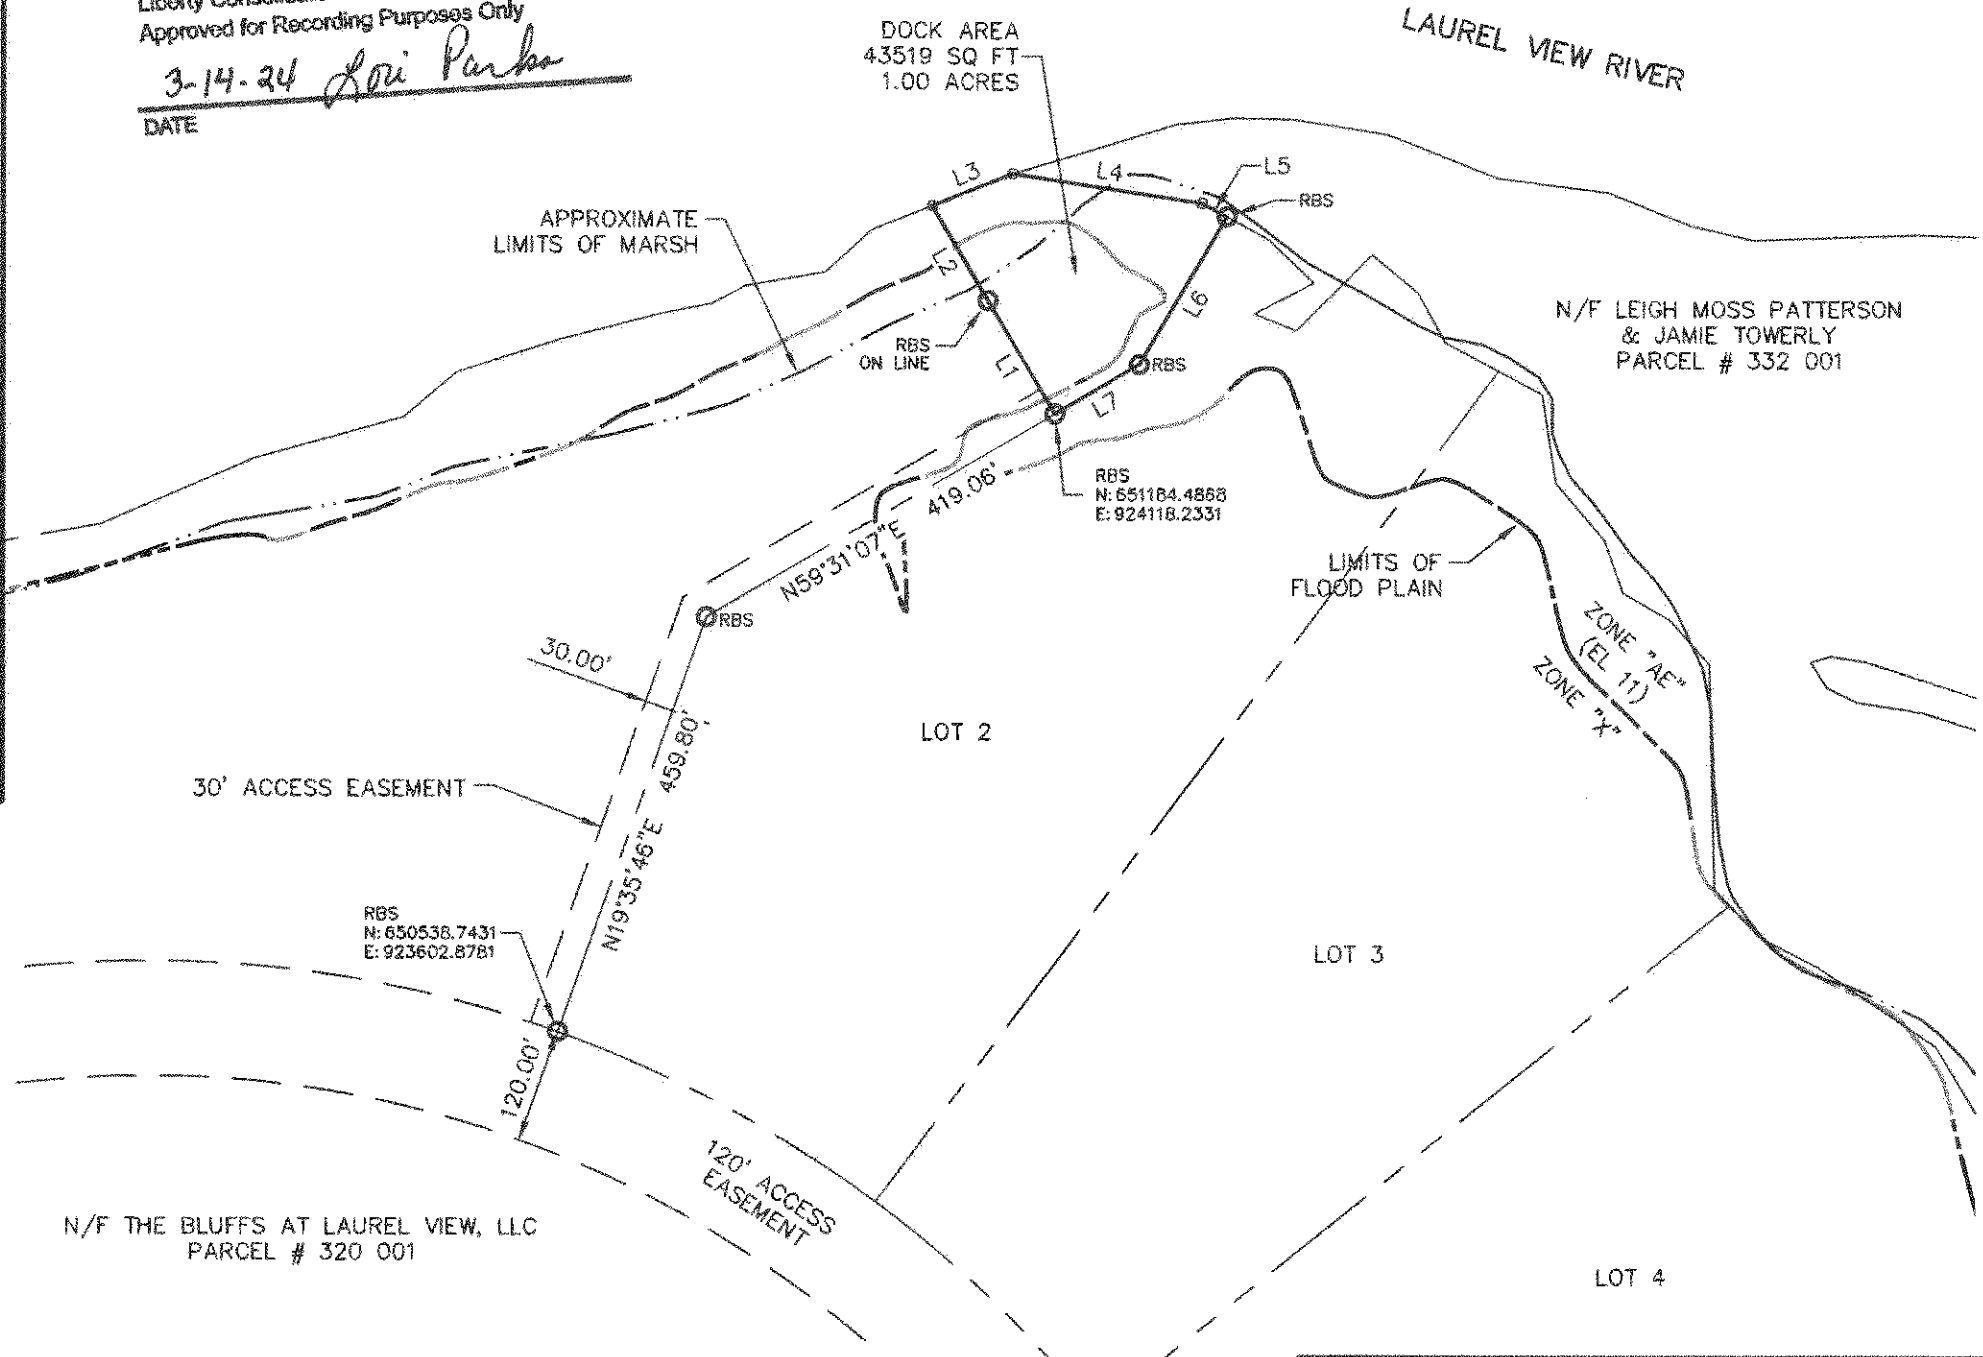 Approved for Recording Purposes Only
3-14-24 Lori Parks
DATE
DOCK AREA
43519 SQ FT
1.00 ACRES
LAUREL VIEW RIVER
L3
L4
L5
RBS
APPROXIMATE
LIMITS OF MARSH
L2
L6
RBS
ON LINE
L1
RBS
L7
N/F LEIGH MOSS PATTERSON
& JAMIE TOWERLY
PARCEL # 332 001
RBS
N: 651184.4868
E: 924118.2331
N59°31'07"E 419.06'
LIMITS OF
FLOOD PLAIN
RBS
30.00'
ZONE "AE"
(EL 11)
ZONE "X"
LOT 2
30' ACCESS EASEMENT
N19°35'46"E 459.80'
RBS
N: 650538.7431
E: 923602.8781
LOT 3
120.00'
120' ACCESS
EASEMENT
N/F THE BLUFFS AT LAUREL VIEW, LLC
PARCEL # 320 001
LOT 4